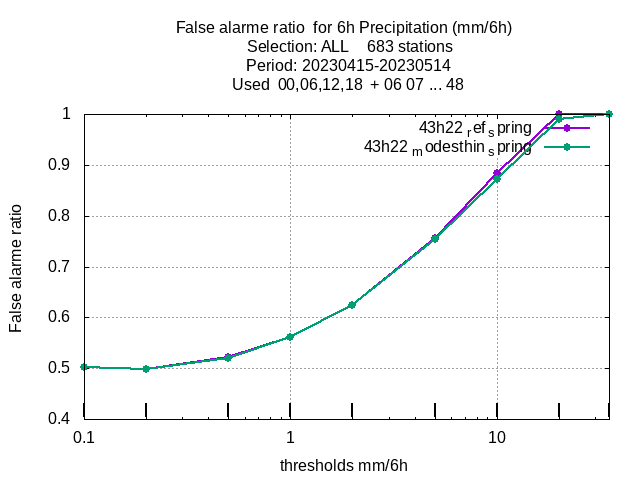 False alarme ratio  for 6h Precipitation (mm/6h)
Selection: ALL    683 stations
Period: 20230415-20230514
Used  00,06,12,18  + 06 07 ... 48
1
0.9
0.8
0.7
0.6
0.5
0.4
False alarme ratio
43h22 ref spring
43h22 modesthin spring
0.1
1
10
thresholds mm/6h